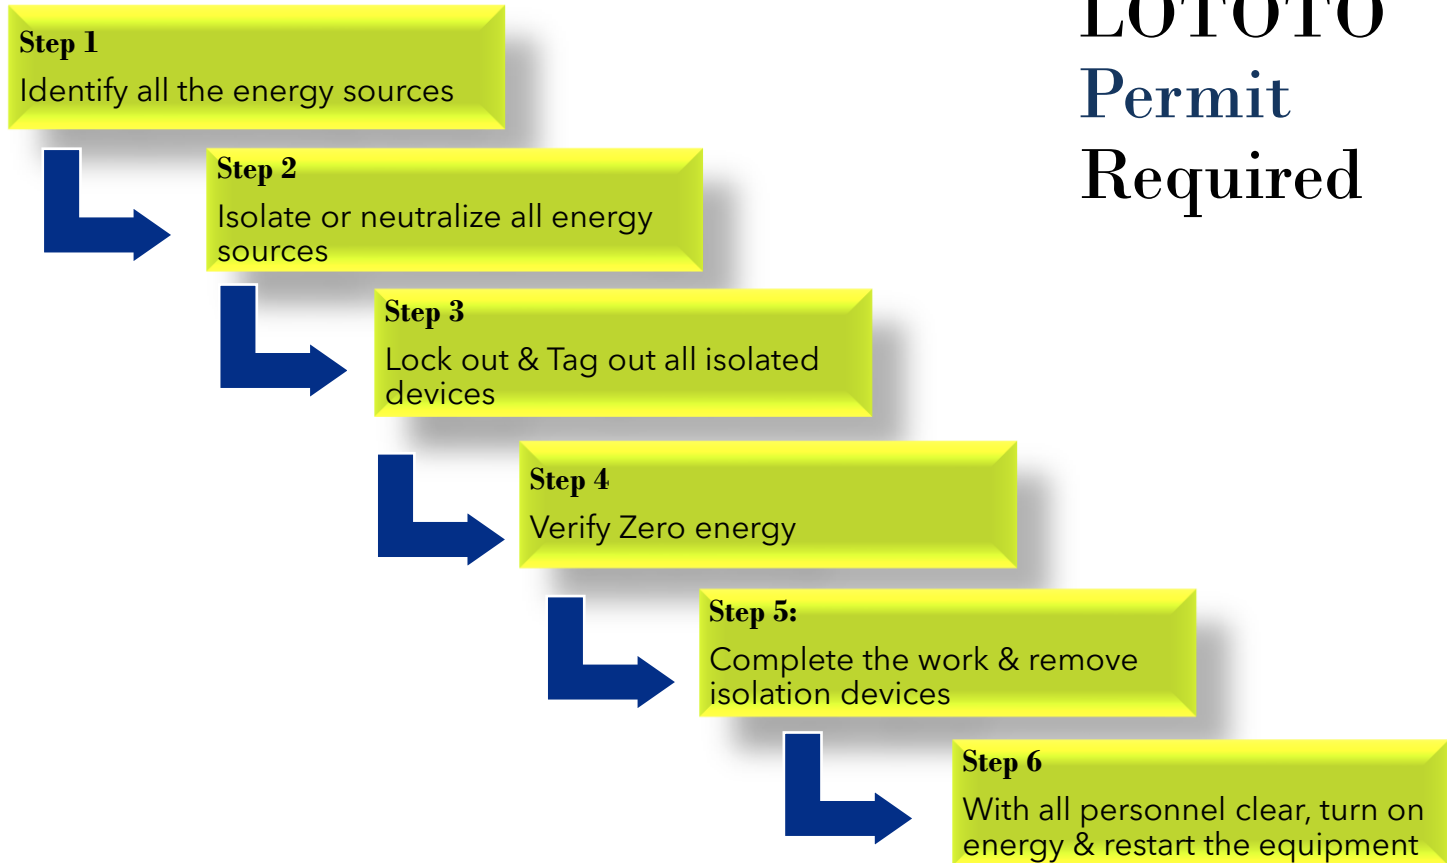 LOTOTO
Permit
Required
Step 1
Identify all the energy sources
Step 2
Isolate or neutralize all energy
sources
Step 3
Lock out & Tag out all isolated
devices
Step 4
Verify Zero energy
Step 5:
Complete the work & remove
isolation devices
Step 6
With all personnel clear, turn on
energy & restart the equipment